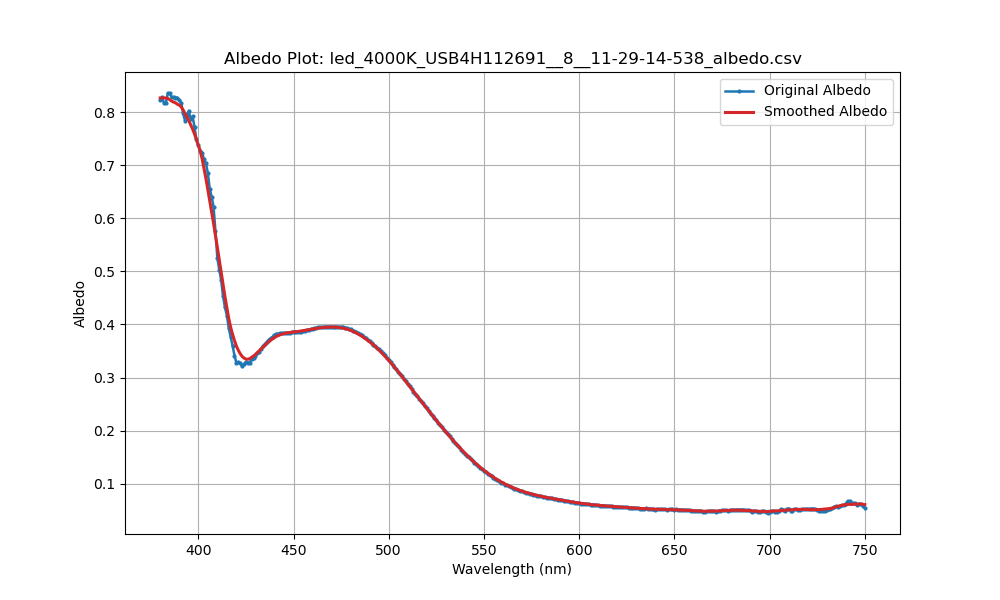 Albedo Plot: led_4000K_USB4H112691__8__11-29-14-538_albedo.csv
Original Albedo
Smoothed Albedo
Albedo
0.8
0.7
0.6
0.5
0.4
0.3
0.2
0.1
400 450 500 550 600 650 700 750
Wavelength (nm)